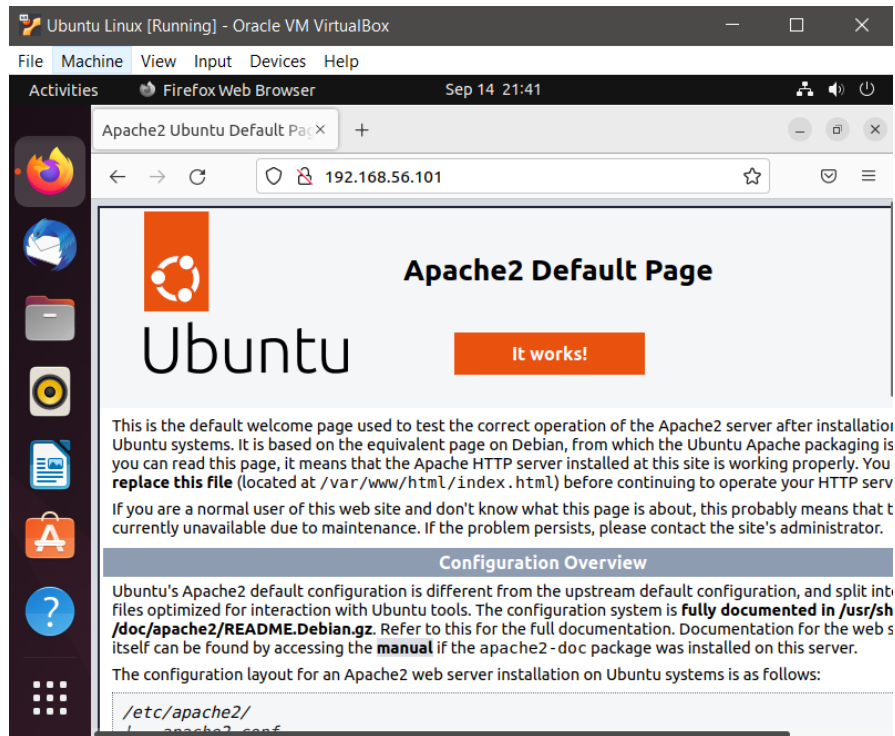 Ubuntu Linux [Running] - Oracle VM VirtualBox
File Machine View Input Devices Help
Activities Firefox Web Browser Sep 14 21:41
Apache2 Ubuntu Default Pag
192.168.56.101
Apache2 Default Page
Ubuntu
It works!
This is the default welcome page used to test the correct operation of the Apache2 server after installation
Ubuntu systems. It is based on the equivalent page on Debian, from which the Ubuntu Apache packaging is
you can read this page, it means that the Apache HTTP server installed at this site is working properly. You
replace this file (located at /var/www/html/index.html) before continuing to operate your HTTP serv
If you are a normal user of this web site and don't know what this page is about, this probably means that t
currently unavailable due to maintenance. If the problem persists, please contact the site's administrator.
Configuration Overview
Ubuntu's Apache2 default configuration is different from the upstream default configuration, and split into
files optimized for interaction with Ubuntu tools. The configuration system is fully documented in /usr/sh
/doc/apache2/README.Debian.gz. Refer to this for the full documentation. Documentation for the web s
itself can be found by accessing the manual if the apache2-doc package was installed on this server.
The configuration layout for an Apache2 web server installation on Ubuntu systems is as follows:
/etc/apache2/
apache2.conf